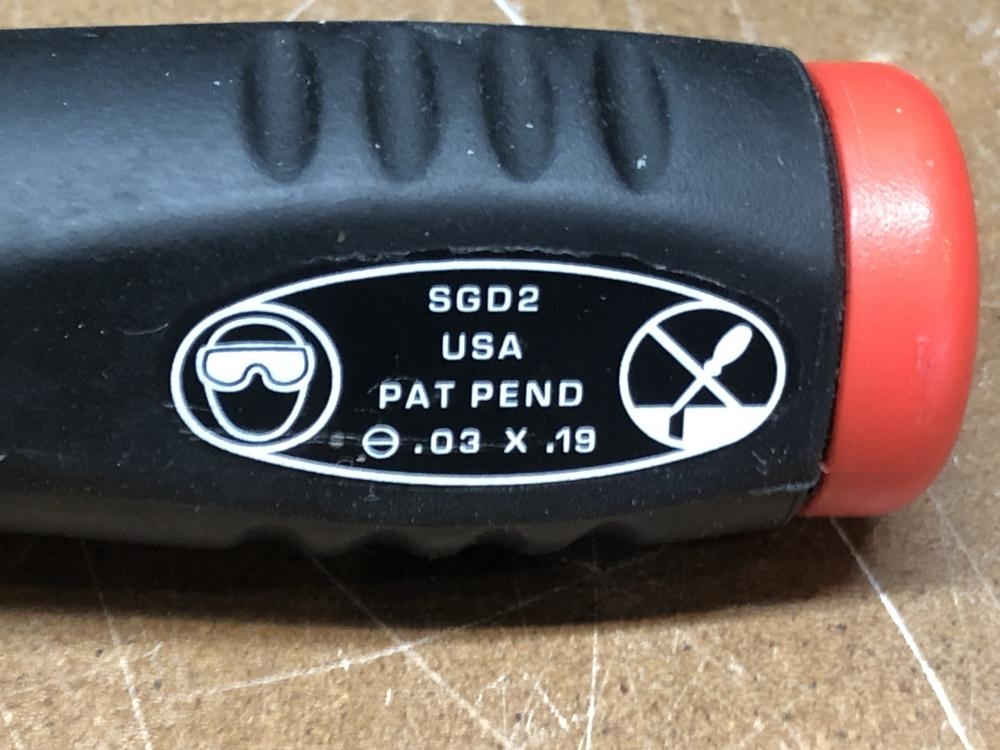 SGD2
USA
PAT PEND
.03 X .19